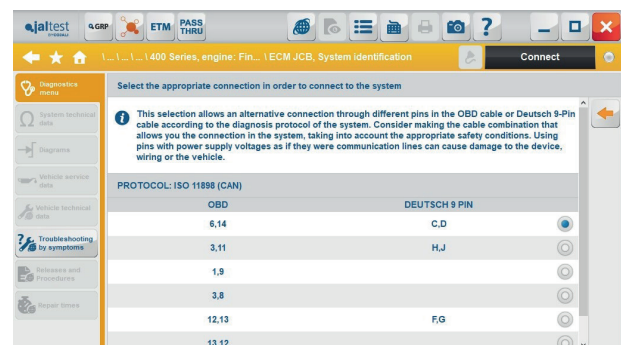 jaltest
GRP
ETM
PASS
THRU
?
\...\...\...\400 Series, engine: Fin... \ ECM JCB, System identification
Connect
Diagnostics
menu
Select the appropriate connection in order to connect to the system
System technical
data
This selection allows an alternative connection through different pins in the OBD cable or Deutsch 9-Pin
cable according to the diagnosis protocol of the system. Consider making the cable combination that
allows you the connection in the system, taking into account the appropriate safety conditions. Using
pins with power supply voltages as if they were communication lines can cause damage to the device,
wiring or the vehicle.
Diagrams
Vehicle service
data
PROTOCOL: ISO 11898 (CAN)
Vehicle technical
data
OBD DEUTSCH 9 PIN
6,14 C,D
Troubleshooting
by symptoms
3,11 H,J
Releases and
Procedures
1,9
3,8
Repair times
12,13 F,G
13,12